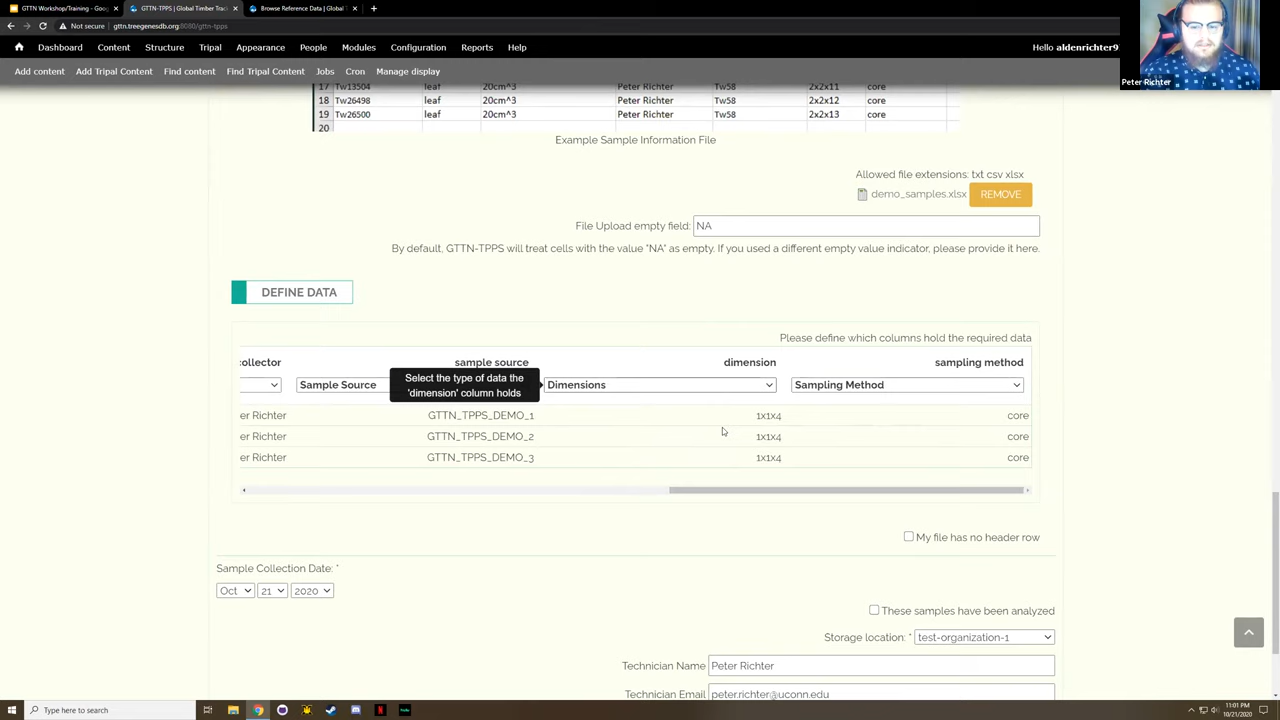 GTTN Workshop/Training - Goog
GTTN-TPPS | Global Timber Trac
Browse Reference Data | Global T
Not secure | gttn.treegenesdb.org:8080/gttn-tpps
Dashboard Content Structure Tripal Appearance People Modules Configuration Reports Help
Hello aldenrichter9
Add content Add Tripal Content Find content Find Tripal Content Jobs Cron Manage display
Peter Richter
17 Tw13504 leaf 20cm^3 Peter Richter Tw58 2x2x11 core
18 Tw26498 leaf 20cm^3 Peter Richter Tw58 2x2x12 core
19 Tw26500 leaf 20cm^3 Peter Richter Tw58 2x2x13 core
20
Example Sample Information File
Allowed file extensions: txt csv xlsx
demo_samples.xlsx REMOVE
File Upload empty field: NA
By default, GTTN-TPPS will treat cells with the value "NA" as empty. If you used a different empty value indicator, please provide it here.
DEFINE DATA
Please define which columns hold the required data
ollector sample source dimension sampling method
Sample Source Dimensions Sampling Method
Select the type of data the
'dimension' column holds
er Richter GTTN_TPPS_DEMO_1 1x1x4 core
er Richter GTTN_TPPS_DEMO_2 1x1x4 core
er Richter GTTN_TPPS_DEMO_3 1x1x4 core
My file has no header row
Sample Collection Date: *
Oct 21 2020
These samples have been analyzed
Storage location: * test-organization-1
Technician Name Peter Richter
Technician Email peter.richter@uconn.edu
Type here to search
11:01 PM
10/21/2020